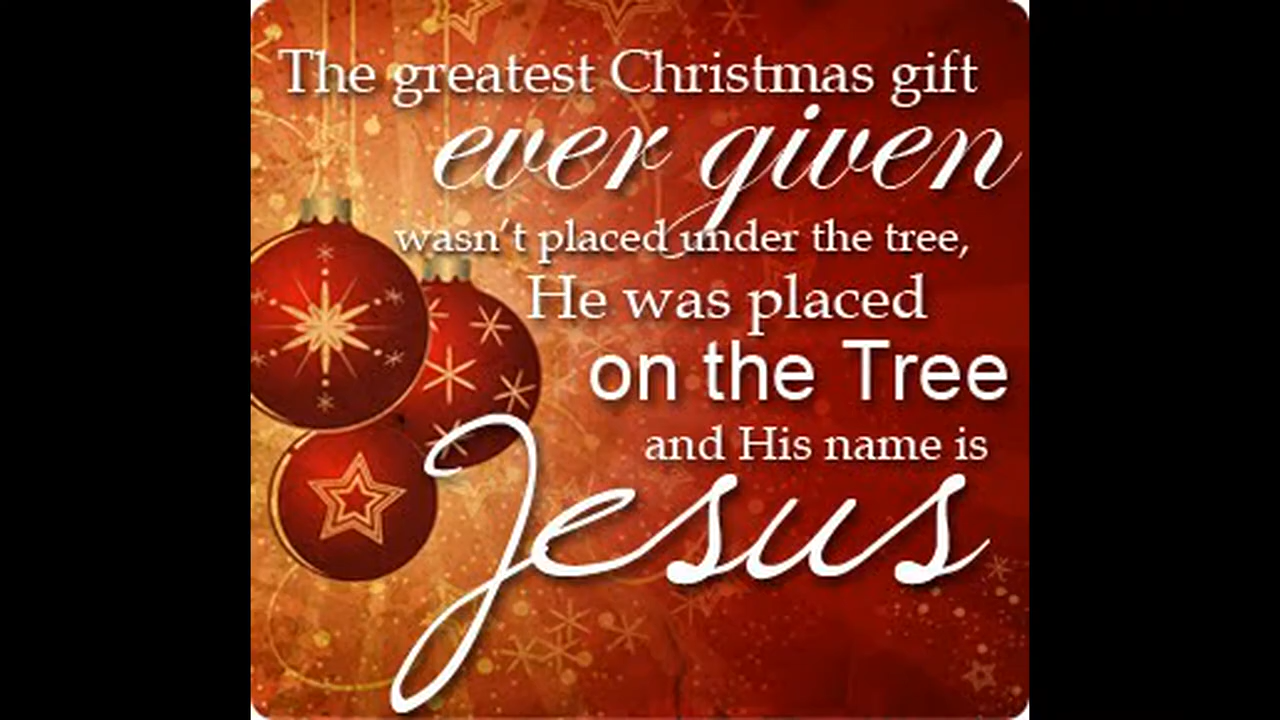 The greatest Christmas gift
ever given
wasn't placed under the tree,
He was placed
on the Tree
and His name is
Jesus